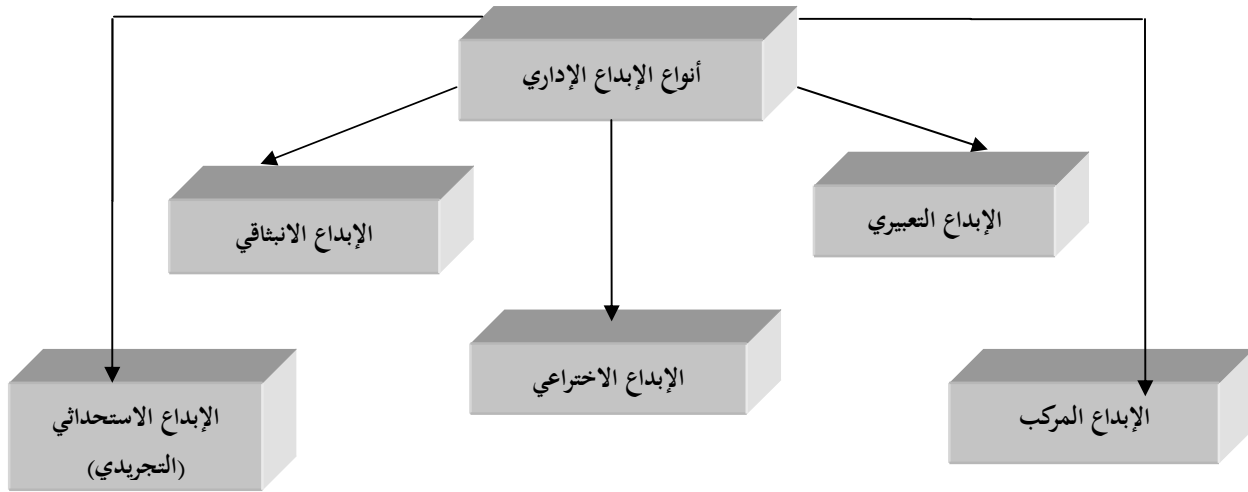 أنواع الإبداع الإداري
الإبداع التعبيري
الإبداع الانبثاقي
الإبداع المركب
الإبداع الاختراعي
الإبداع الاستحداثي
(التجريدي)